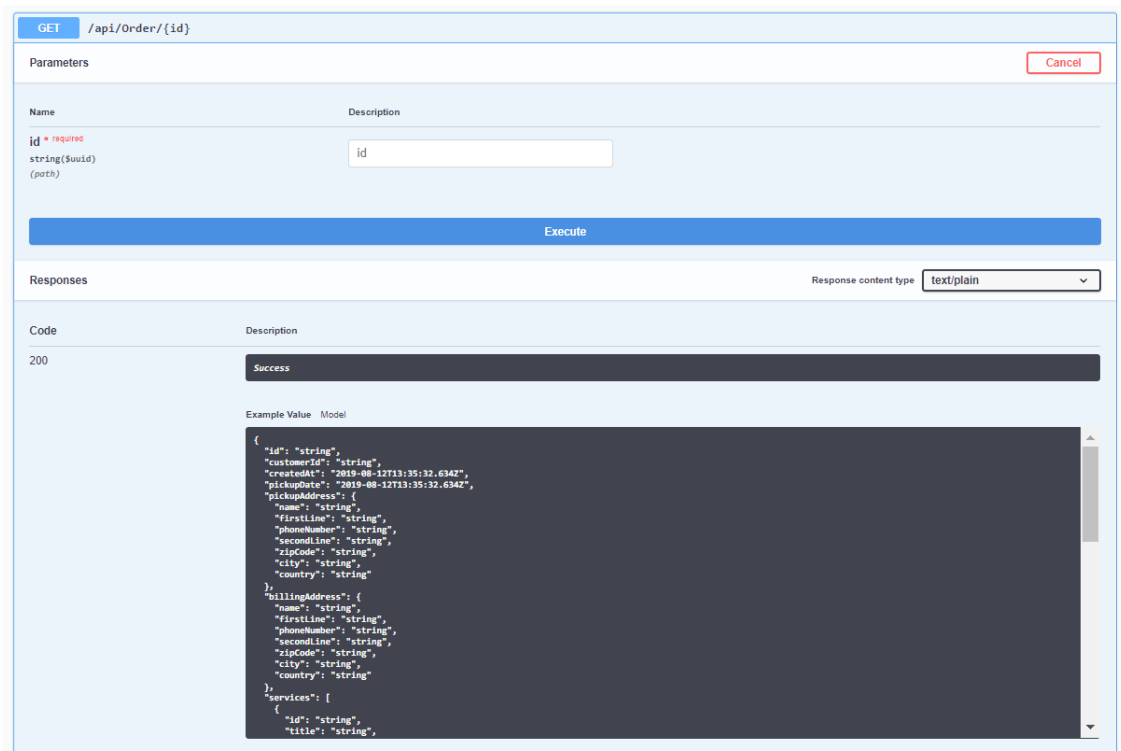 GET /api/Order/{id}
Parameters Cancel
Name Description
id * required
string($uuid)
(path)
id
Execute
Responses Response content type text/plain
Code Description
200
Success
Example Value Model
{
  "id": "string",
  "customerId": "string",
  "createdAt": "2019-08-12T13:35:32.634Z",
  "pickupDate": "2019-08-12T13:35:32.634Z",
  "pickupAddress": {
    "name": "string",
    "firstLine": "string",
    "phoneNumber": "string",
    "secondLine": "string",
    "zipCode": "string",
    "city": "string",
    "country": "string"
  },
  "billingAddress": {
    "name": "string",
    "firstLine": "string",
    "phoneNumber": "string",
    "secondLine": "string",
    "zipCode": "string",
    "city": "string",
    "country": "string"
  },
  "services": [
    {
      "id": "string",
      "title": "string",